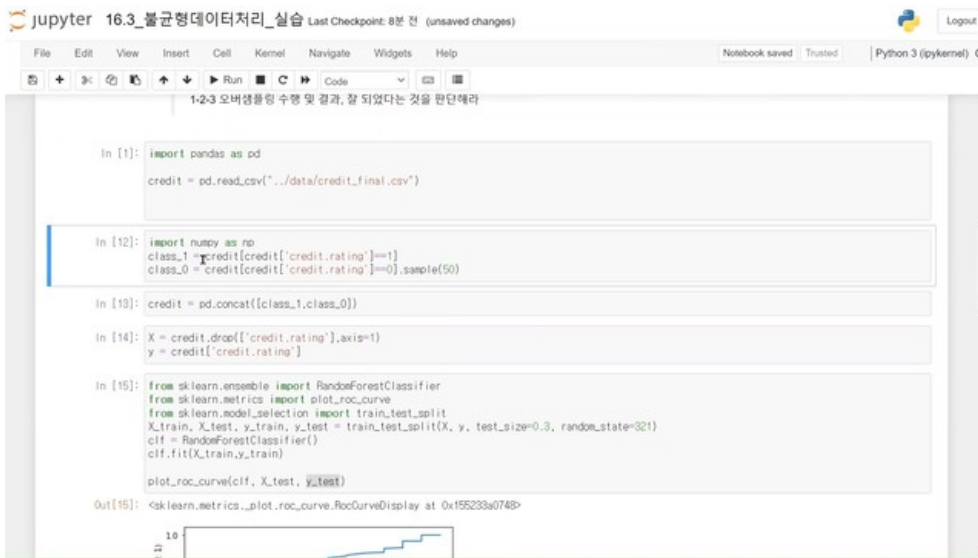 jupyter 16.3_불균형데이터처리_실습 Last Checkpoint: 8분 전 (unsaved changes)
Logout
File Edit View Insert Cell Kernel Navigate Widgets Help
Notebook saved Trusted Python 3 (ipykernel)
Run Code
1-2-3 오버샘플링 수행 및 결과, 잘 되었다는 것을 판단해라
In [1]: import pandas as pd
credit = pd.read_csv("../data/credit_final.csv")
In [12]: import numpy as np
class_1 = credit[credit['credit.rating']==1]
class_0 = credit[credit['credit.rating']==0].sample(50)
In [13]: credit = pd.concat([class_1,class_0])
In [14]: X = credit.drop(['credit.rating'],axis=1)
y = credit['credit.rating']
In [15]: from sklearn.ensemble import RandomForestClassifier
from sklearn.metrics import plot_roc_curve
from sklearn.model_selection import train_test_split
X_train, X_test, y_train, y_test = train_test_split(X, y, test_size=0.3, random_state=321)
clf = RandomForestClassifier()
clf.fit(X_train,y_train)
plot_roc_curve(clf, X_test, y_test)
Out[15]: <sklearn.metrics._plot.roc_curve.RocCurveDisplay at 0x155233a0748>
1.0